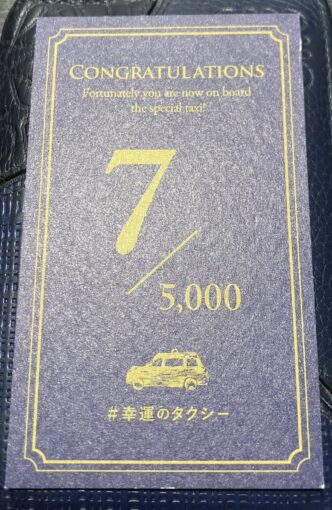 CONGRATULATIONS
Fortunately you are now on board
the special taxi!
7/
5,000
#幸運のタクシー